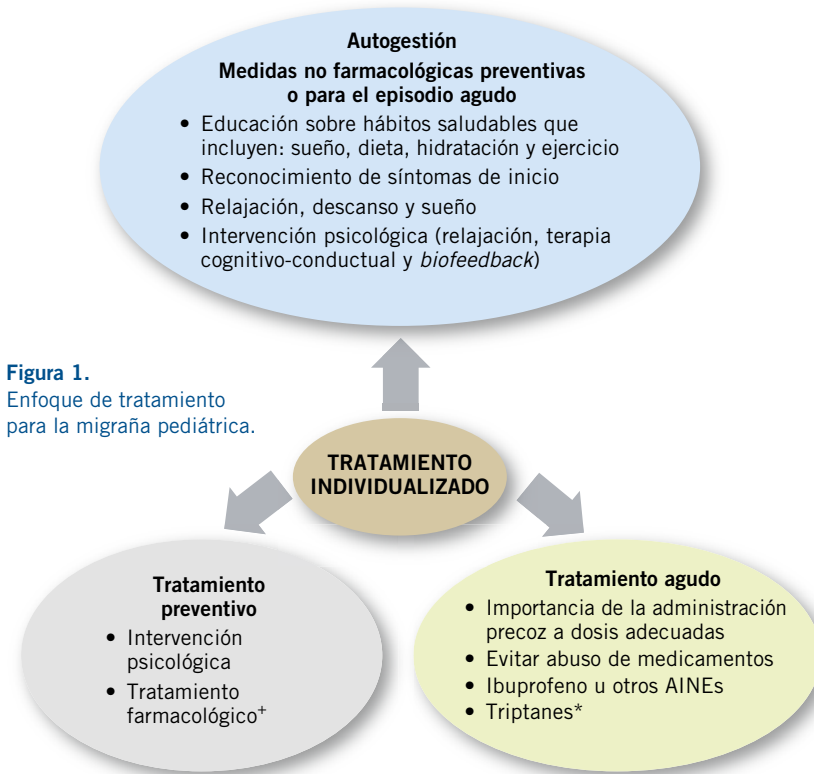 Autogestión
Medidas no farmacológicas preventivas
o para el episodio agudo
• Educación sobre hábitos saludables que
incluyen: sueño, dieta, hidratación y ejercicio
• Reconocimiento de síntomas de inicio
• Relajación, descanso y sueño
• Intervención psicológica (relajación, terapia
cognitivo-conductual y biofeedback)
Figura 1.
Enfoque de tratamiento
para la migraña pediátrica.
TRATAMIENTO
INDIVIDUALIZADO
Tratamiento
preventivo
• Intervención
psicológica
• Tratamiento
farmacológico⁺
Tratamiento agudo
• Importancia de la administración
precoz a dosis adecuadas
• Evitar abuso de medicamentos
• Ibuprofeno u otros AINEs
• Triptanes*